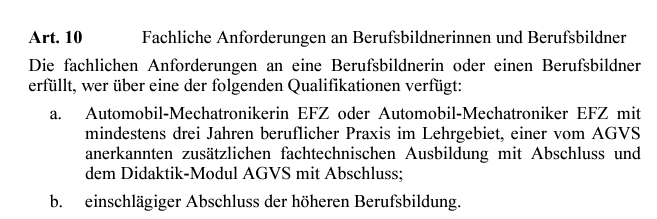 Art. 10 Fachliche Anforderungen an Berufsbildnerinnen und Berufsbildner
Die fachlichen Anforderungen an eine Berufsbildnerin oder einen Berufsbildner
erfüllt, wer über eine der folgenden Qualifikationen verfügt:
a. Automobil-Mechatronikerin EFZ oder Automobil-Mechatroniker EFZ mit
mindestens drei Jahren beruflicher Praxis im Lehrgebiet, einer vom AGVS
anerkannten zusätzlichen fachtechnischen Ausbildung mit Abschluss und
dem Didaktik-Modul AGVS mit Abschluss;
b. einschlägiger Abschluss der höheren Berufsbildung.